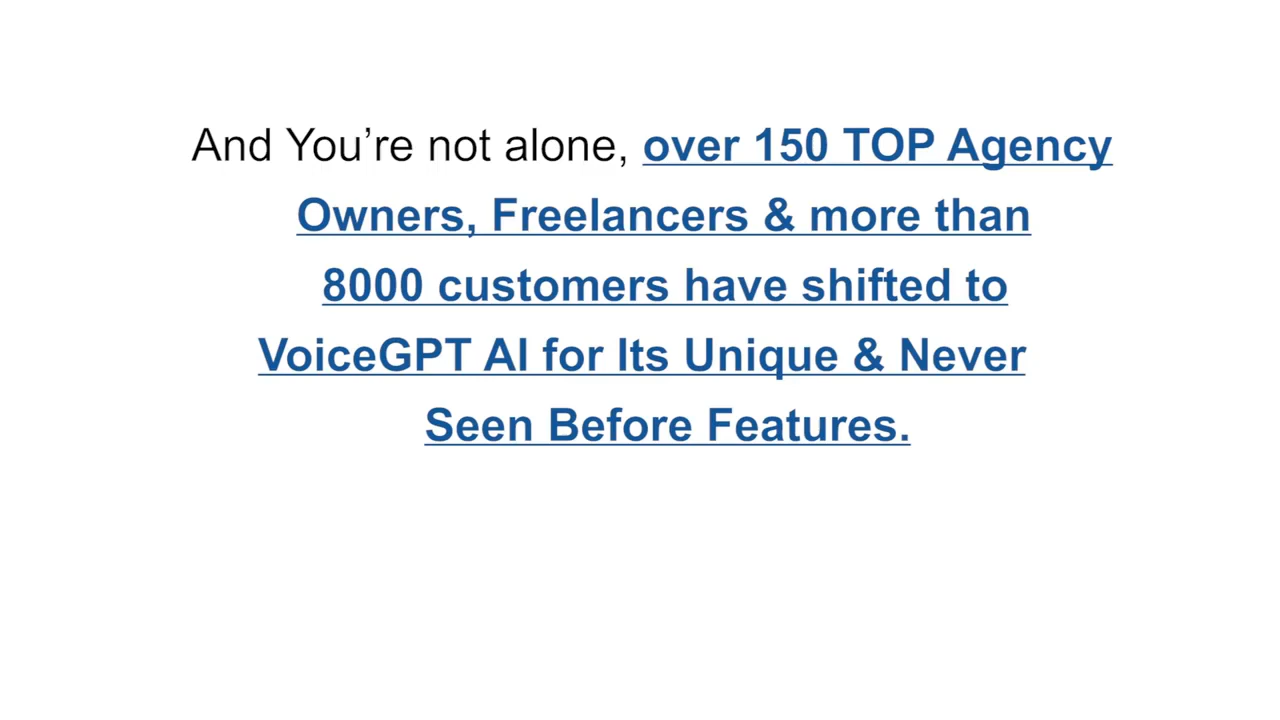 And You’re not alone, over 150 TOP Agency
Owners, Freelancers & more than
8000 customers have shifted to
VoiceGPT AI for Its Unique & Never
Seen Before Features.